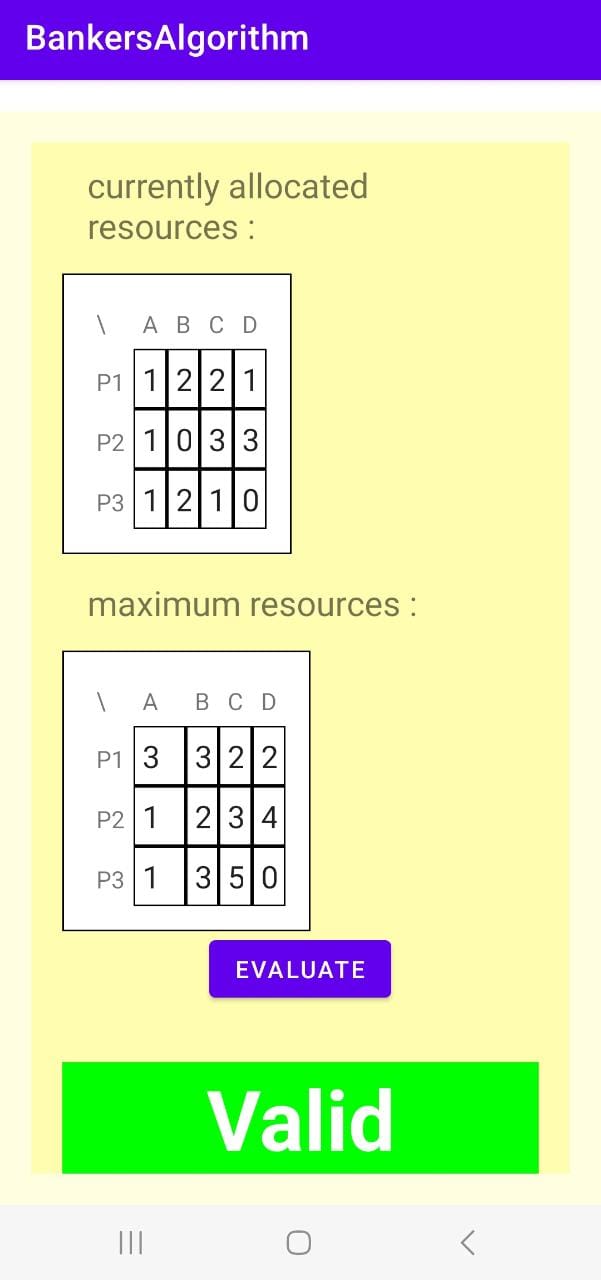 BankersAlgorithm
currently allocated
resources :
\ A B C D
P1 1 2 2 1
P2 1 0 3 3
P3 1 2 1 0
maximum resources :
\ A B C D
P1 3 3 2 2
P2 1 2 3 4
P3 1 3 5 0
EVALUATE
Valid